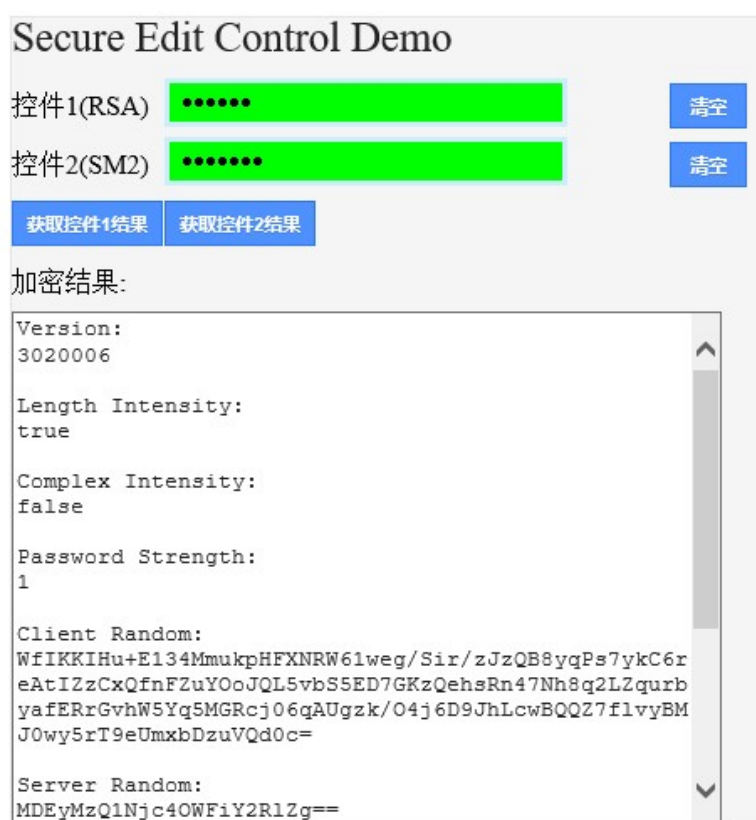 Secure Edit Control Demo
控件1(RSA) •••••• 清空
控件2(SM2) ••••••• 清空
获取控件1结果 获取控件2结果
加密结果:
Version:
3020006
Length Intensity:
true
Complex Intensity:
false
Password Strength:
1
Client Random:
WfIKKIHu+E134MmukpHFXNRW61weg/Sir/zJzQB8yqPs7ykC6r
eAtIZzCxQfnFZuYOoJQL5vbS5ED7GKzQehsRn47Nh8q2LZqurb
yafERrGvhW5Yq5MGRcj06qAUgzk/O4j6D9JhLcwBQQZ7flvyBM
J0wy5rT9eUmxbDzuVQd0c=
Server Random:
MDEyMzQ1Njc4OWFiY2RlZg==